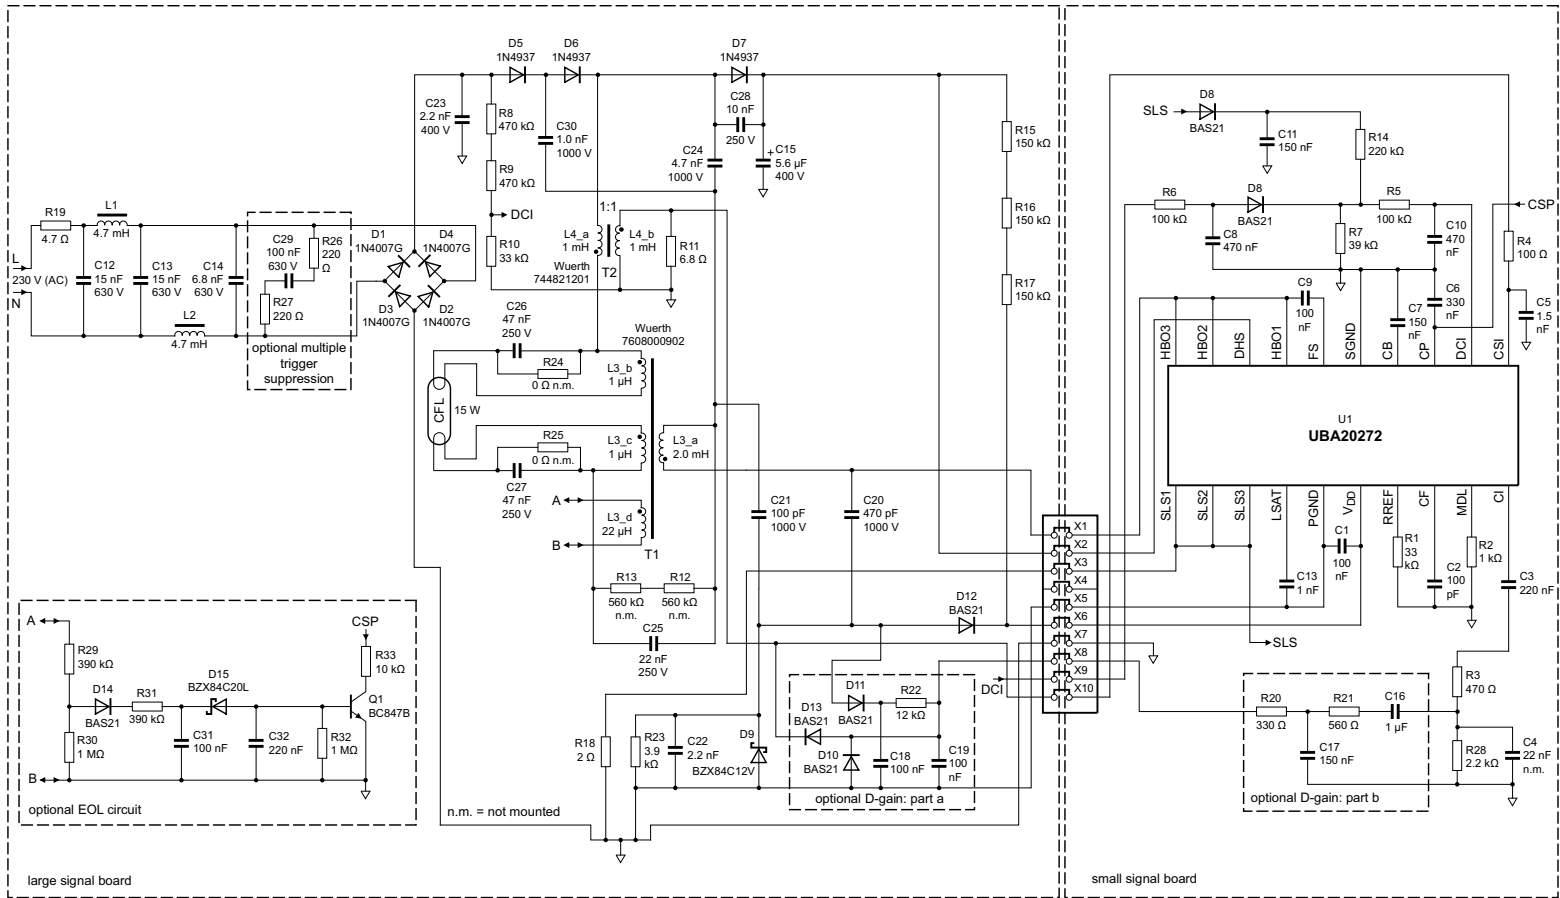 D5
1N4937
D6
1N4937
D7
1N4937
C23
2.2 nF
400 V
R8
470 kΩ
C30
1.0 nF
1000 V
C28
10 nF
250 V
C24
4.7 nF
1000 V
+
C15
5.6 µF
400 V
R9
470 kΩ
DCI
R10
33 kΩ
R15
150 kΩ
R16
150 kΩ
R17
150 kΩ
R19
4.7 Ω
L1
4.7 mH
L
230 V (AC)
N
C12
15 nF
630 V
C13
15 nF
630 V
C14
6.8 nF
630 V
L2
4.7 mH
C29
100 nF
630 V
R26
220
Ω
R27
220 Ω
optional multiple
trigger
suppression
D1
1N4007G
D4
1N4007G
D3
1N4007G
D2
1N4007G
1:1
L4_a
1 mH
L4_b
1 mH
Wuerth
744821201
T2
R11
6.8 Ω
C26
47 nF
250 V
R24
0 Ω n.m.
Wuerth
7608000902
L3_b
1 µH
CFL
15 W
R25
0 Ω n.m.
L3_c
1 µH
L3_a
2.0 mH
C27
47 nF
250 V
A
B
L3_d
22 µH
T1
C21
100 pF
1000 V
C20
470 pF
1000 V
R13
560 kΩ
n.m.
R12
560 kΩ
n.m.
C25
22 nF
250 V
D12
BAS21
X1
X2
X3
X4
X5
X6
X7
X8
X9
X10
DCI
A
R29
390 kΩ
D14
BAS21
R31
390 kΩ
D15
BZX84C20L
CSP
R33
10 kΩ
Q1
BC847B
R30
1 MΩ
C31
100 nF
C32
220 nF
R32
1 MΩ
B
optional EOL circuit
n.m. = not mounted
R18
2 Ω
R23
3.9
kΩ
C22
2.2 nF
D9
BZX84C12V
D11
BAS21
R22
12 kΩ
D13
BAS21
D10
BAS21
C18
100 nF
C19
100
nF
optional D-gain: part a
large signal board
SLS
D8
BAS21
C11
150 nF
R14
220 kΩ
R6
100 kΩ
D8
BAS21
R5
100 kΩ
CSP
C8
470 nF
R7
39 kΩ
C10
470
nF
R4
100 Ω
C9
100
nF
C7
150
nF
C6
330
nF
C5
1.5
nF
HBO3
HBO2
DHS
HBO1
FS
SGND
CB
CP
DCI
CSI
U1
UBA20272
SLS1
SLS2
SLS3
LSAT
PGND
VDD
RREF
CF
MDL
CI
C1
100
nF
R1
33
kΩ
R2
1 kΩ
C13
1 nF
C2
100
pF
C3
220 nF
SLS
R3
470 Ω
R20
330 Ω
R21
560 Ω
C16
1 µF
C17
150 nF
R28
2.2 kΩ
C4
22 nF
n.m.
optional D-gain: part b
small signal board